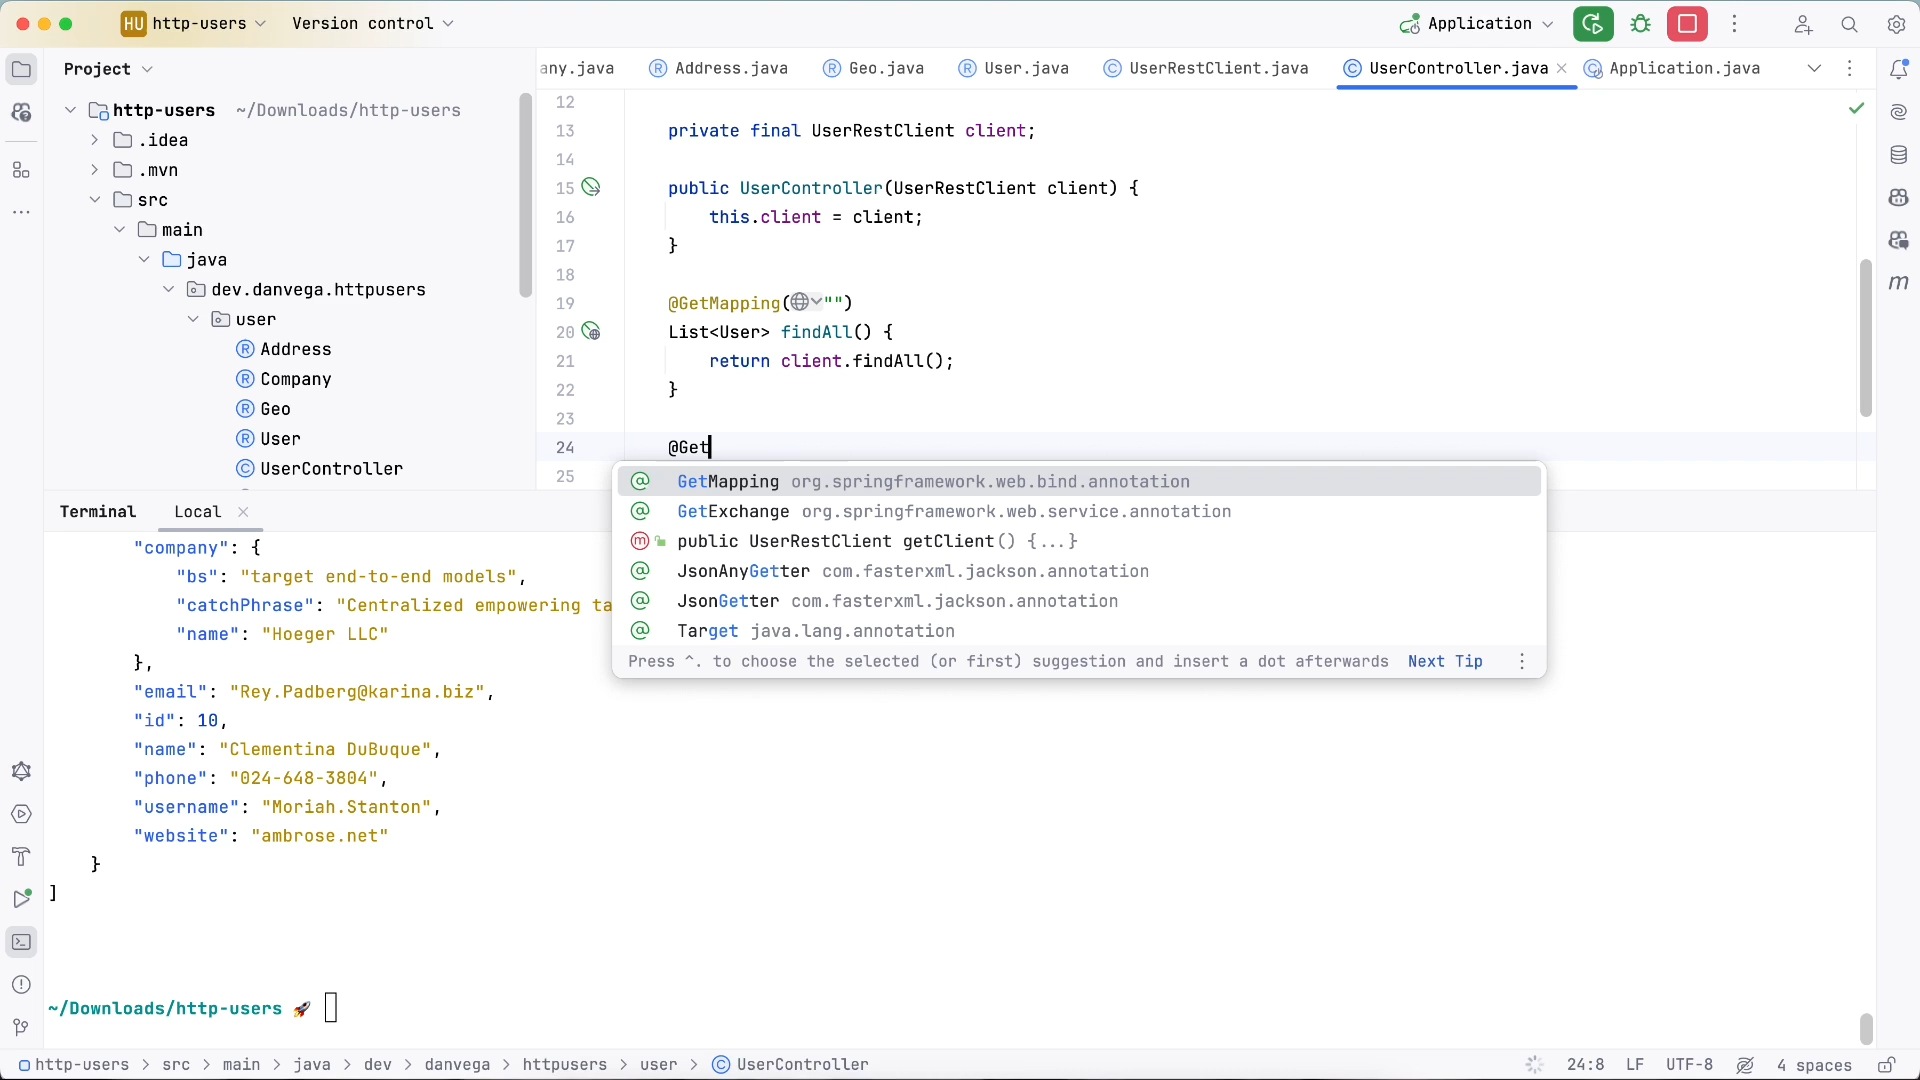 HU http-users Version control Application
Project
any.java Address.java Geo.java User.java UserRestClient.java UserController.java Application.java
http-users ~/Downloads/http-users
.idea
.mvn
src
main
java
dev.danvega.httpusers
user
R Address
R Company
R Geo
R User
C UserController
12
13 private final UserRestClient client;
14
15 public UserController(UserRestClient client) {
16 this.client = client;
17 }
18
19 @GetMapping("")
20 List<User> findAll() {
21 return client.findAll();
22 }
23
24 @Get
25
GetMapping org.springframework.web.bind.annotation
GetExchange org.springframework.web.service.annotation
public UserRestClient getClient() {...}
JsonAnyGetter com.fasterxml.jackson.annotation
JsonGetter com.fasterxml.jackson.annotation
Target java.lang.annotation
Press ^. to choose the selected (or first) suggestion and insert a dot afterwards Next Tip
Terminal Local
"company": {
"bs": "target end-to-end models",
"catchPhrase": "Centralized empowering ta
"name": "Hoeger LLC"
},
"email": "Rey.Padberg@karina.biz",
"id": 10,
"name": "Clementina DuBuque",
"phone": "024-648-3804",
"username": "Moriah.Stanton",
"website": "ambrose.net"
}
]
~/Downloads/http-users 🚀
http-users > src > main > java > dev > danvega > httpusers > user > UserController 24:8 LF UTF-8 4 spaces